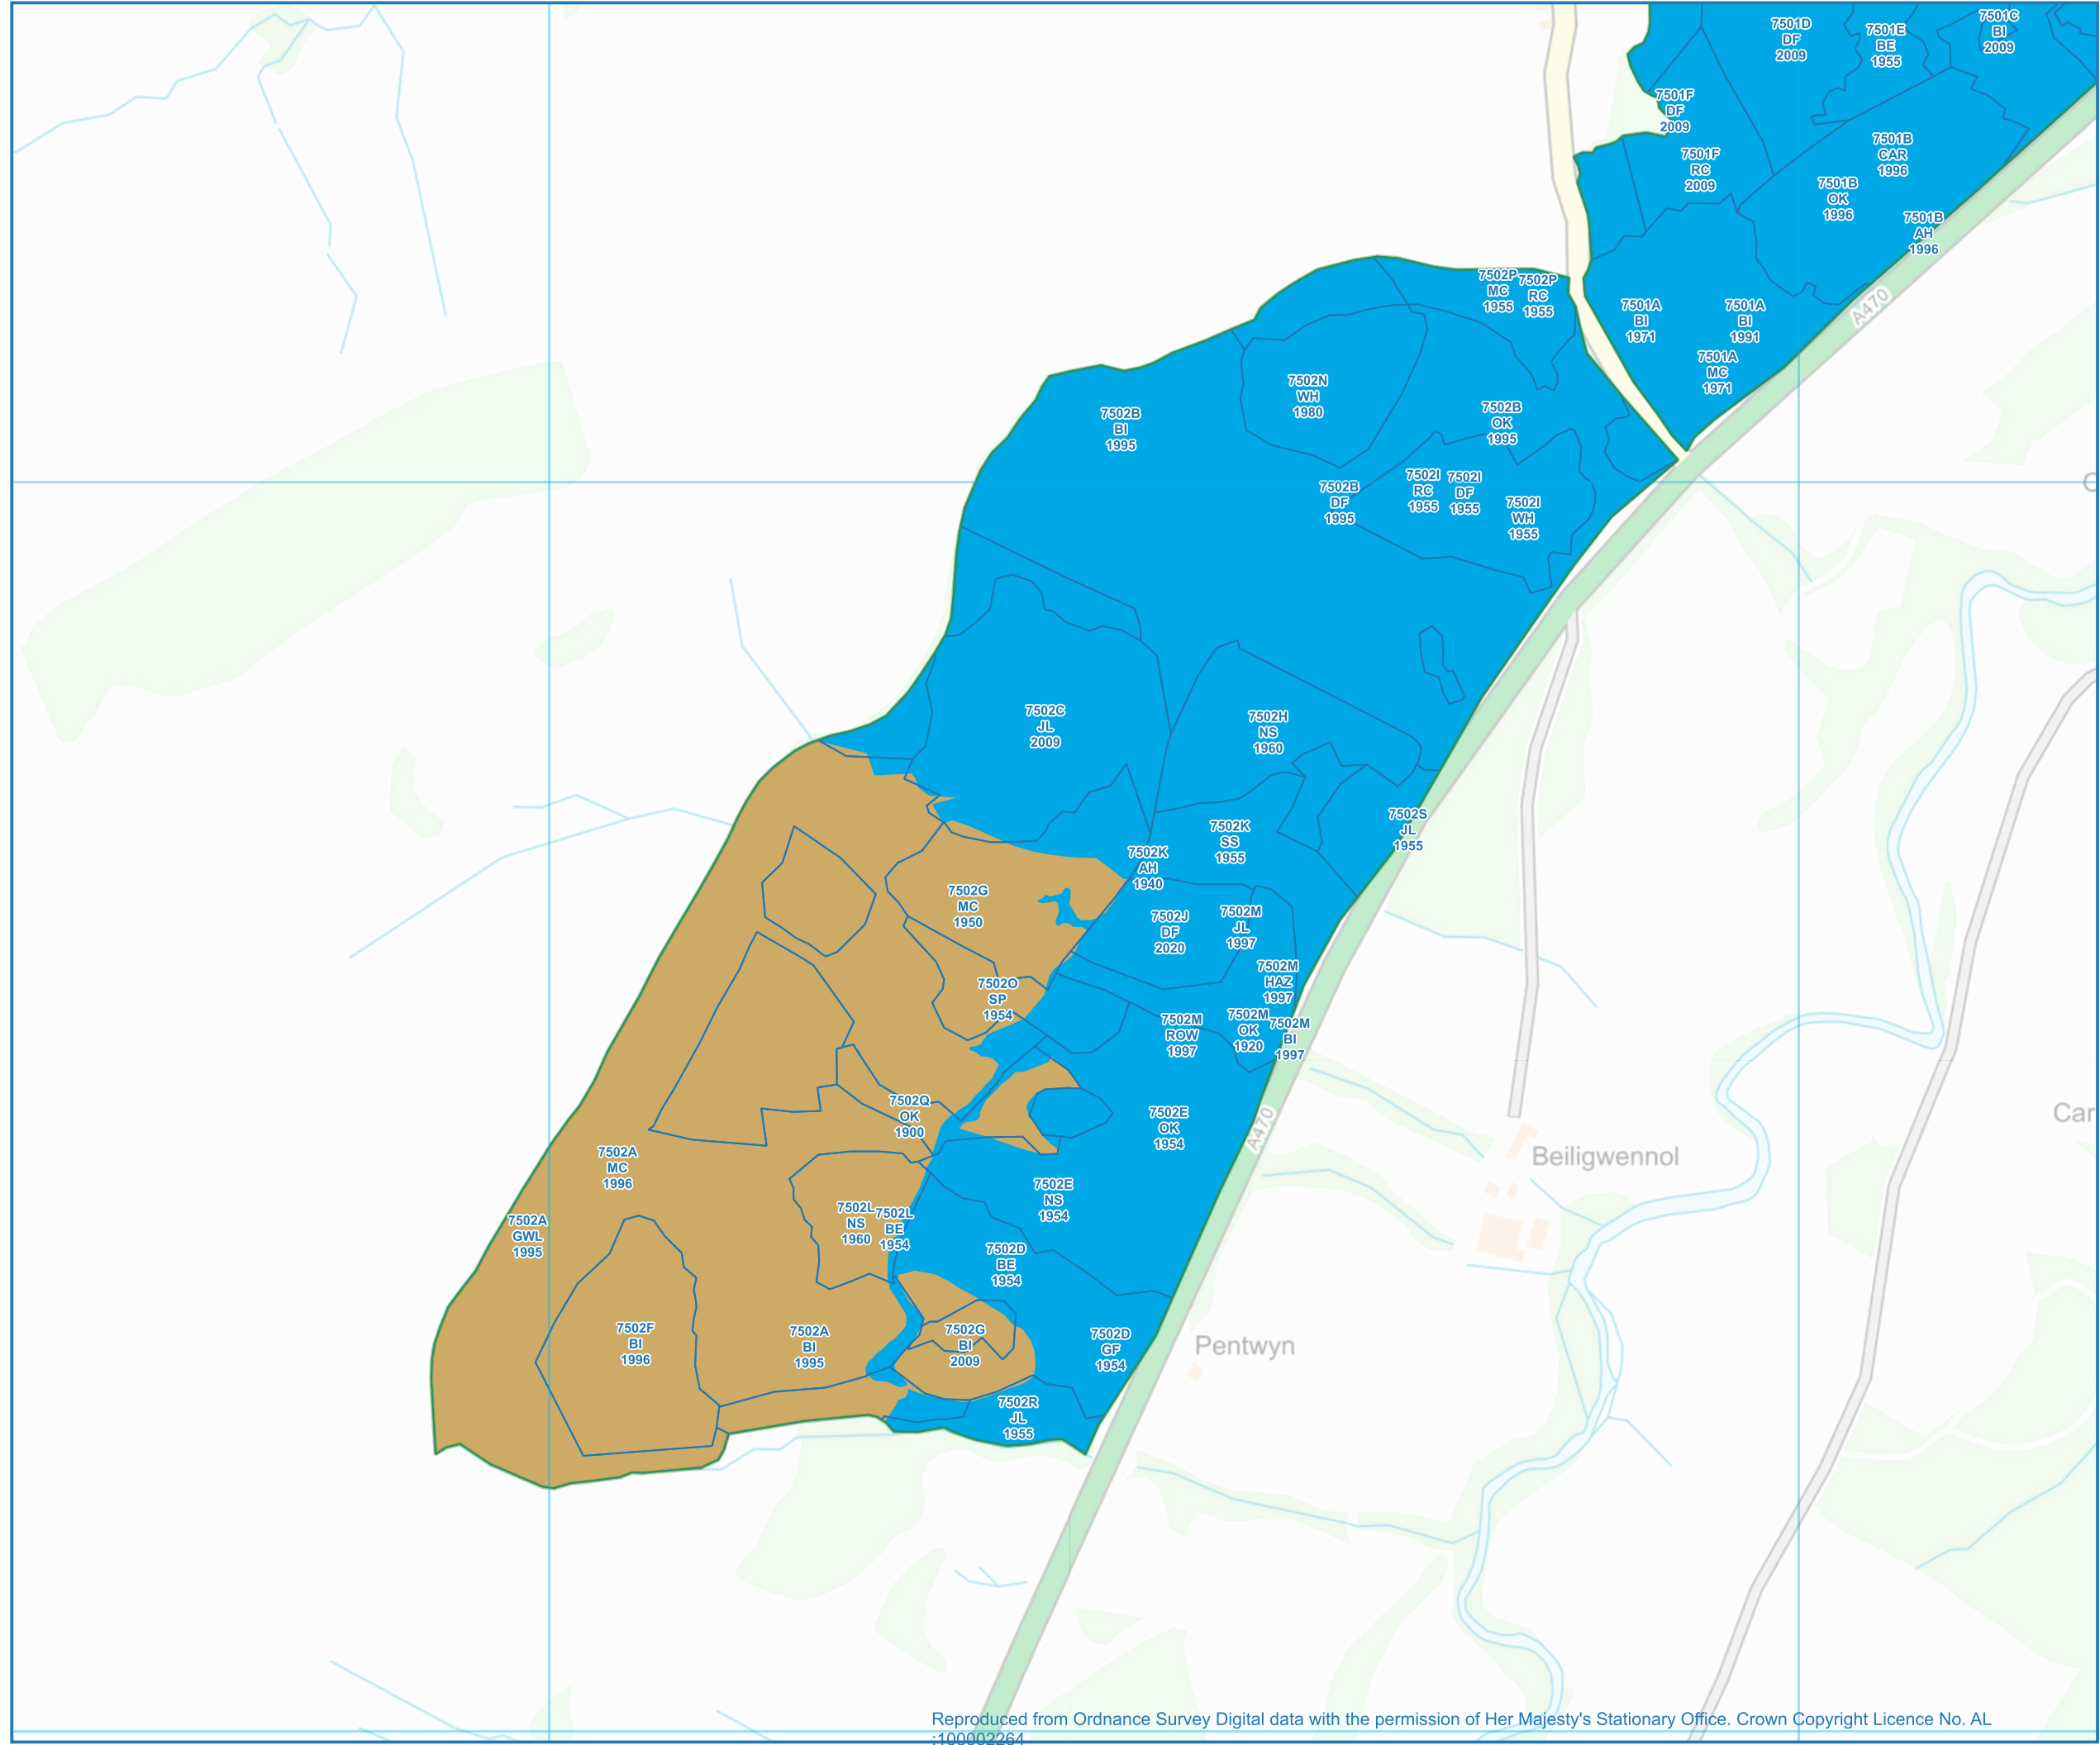 7501D
DF
2009
7501E
BE
1955
7501C
BI
2009
7501F
DF
2009
7501F
RC
2009
7501B
CAR
1996
7501B
OK
1996
7501B
AH
1996
7501A
BI
1971
7501A
BI
1991
7501A
MC
1971
A470
7502P
MC
1955
7502P
RC
1955
7502N
WH
1980
7502B
BI
1995
7502B
OK
1995
7502B
DF
1995
7502I
RC
1955
7502I
DF
1955
7502I
WH
1955
7502C
JL
2009
7502H
NS
1960
7502S
JL
1955
7502K
SS
1955
7502K
AH
1940
7502G
MC
1950
7502J
DF
2020
7502M
JL
1997
7502M
HAZ
1997
7502O
SP
1954
7502M
ROW
1997
7502M
OK
1920
7502M
BI
1997
7502Q
OK
1900
7502E
OK
1954
A470
Beiligwennol
Car
7502A
MC
1996
7502E
NS
1954
7502L
NS
1960
7502L
BE
1954
7502A
GWL
1995
7502D
BE
1954
7502F
BI
1996
7502A
BI
1995
7502G
BI
2009
7502D
GF
1954
Pentwyn
7502R
JL
1955
Reproduced from Ordnance Survey Digital data with the permission of Her Majesty's Stationary Office. Crown Copyright Licence No. AL
:100002264